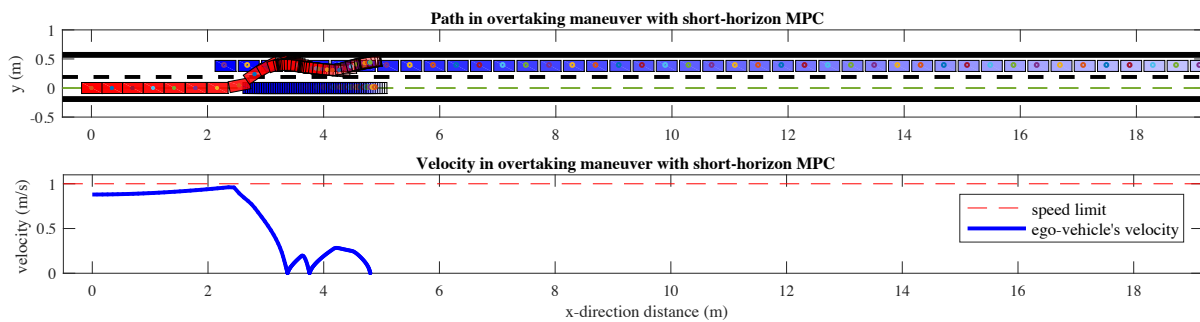 Path in overtaking maneuver with short-horizon MPC
1
0.5
0
-0.5
y (m)
0 2 4 6 8 10 12 14 16 18
Velocity in overtaking maneuver with short-horizon MPC
1
0.5
0
velocity (m/s)
speed limit
ego-vehicle's velocity
0 2 4 6 8 10 12 14 16 18
x-direction distance (m)